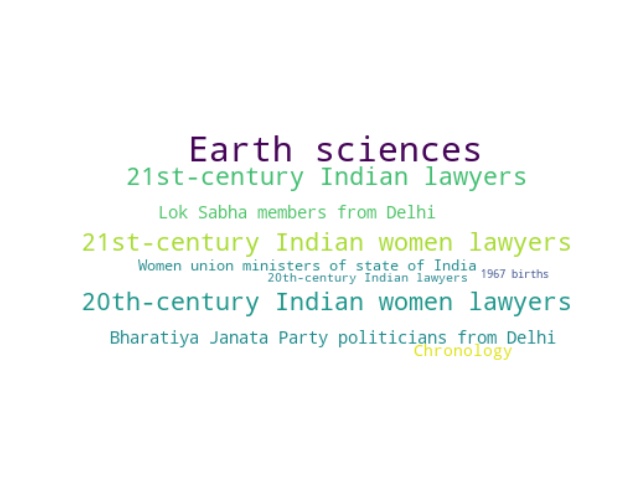 Earth sciences
21st-century Indian lawyers
Lok Sabha members from Delhi
21st-century Indian women lawyers
Women union ministers of state of India
1967 births
20th-century Indian lawyers
20th-century Indian women lawyers
Bharatiya Janata Party politicians from Delhi
Chronology